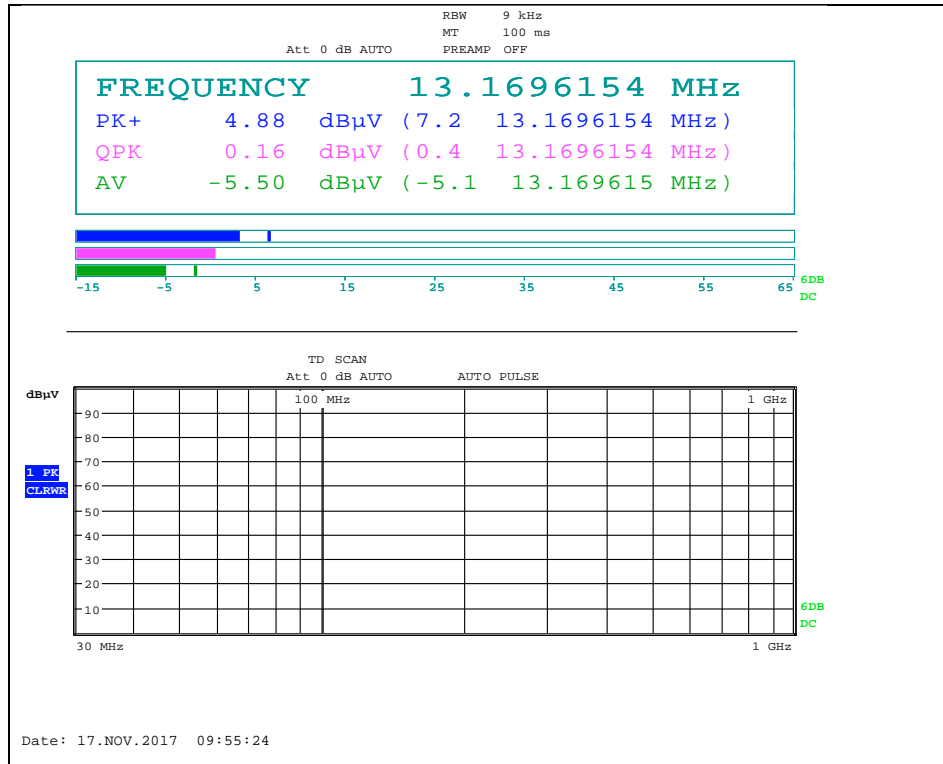 RBW 9 kHz
MT 100 ms
Att 0 dB AUTO PREAMP OFF
FREQUENCY 13.1696154 MHz
PK+ 4.88 dBµV (7.2 13.1696154 MHz)
QPK 0.16 dBµV (0.4 13.1696154 MHz)
AV -5.50 dBµV (-5.1 13.169615 MHz)
-15 -5 5 15 25 35 45 55 65
6DB
DC
TD SCAN
Att 0 dB AUTO AUTO PULSE
dBµV
100 MHz 1 GHz
90
80
70
1 PK
CLRWR
60
50
40
30
20
10
6DB
DC
30 MHz 1 GHz
Date: 17.NOV.2017 09:55:24